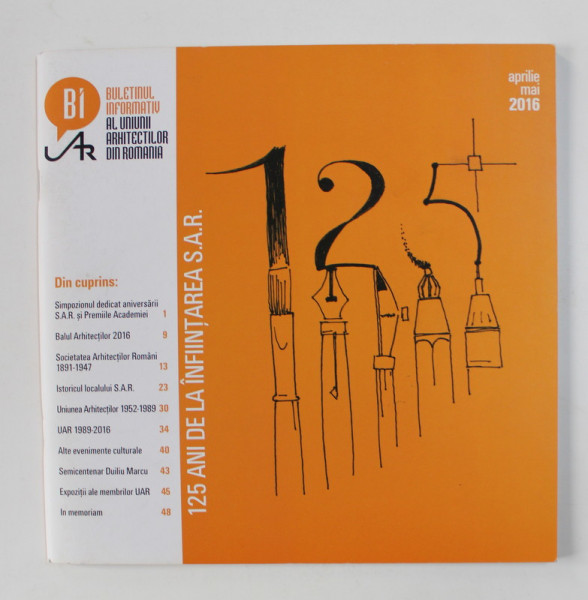 Bi
UAR
BULETINUL
INFORMATIV
AL UNIUNII
ARHITECȚILOR
DIN ROMANIA
aprilie
mai
2016
125
125 ANI DE LA ÎNFIINȚAREA S.A.R.
Din cuprins:
Simpozionul dedicat aniversării
S.A.R. și Premiile Academiei 1
Balul Arhitecților 2016 9
Societatea Arhitecților Români
1891-1947 13
Istoricul localului S.A.R. 23
Uniunea Arhitecților 1952-1989 30
UAR 1989-2016 34
Alte evenimente culturale 40
Semicentenar Duiliu Marcu 43
Expoziții ale membrilor UAR 45
In memoriam 48